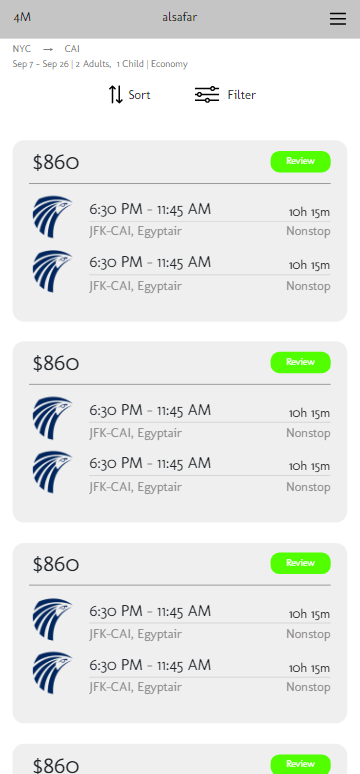 4M alsafar
NYC → CAI
Sep 7 - Sep 26 | 2 Adults, 1 Child | Economy
Sort Filter
$860 Review
6:30 PM - 11:45 AM 10h 15m
JFK-CAI, Egyptair Nonstop
6:30 PM - 11:45 AM 10h 15m
JFK-CAI, Egyptair Nonstop
$860 Review
6:30 PM - 11:45 AM 10h 15m
JFK-CAI, Egyptair Nonstop
6:30 PM - 11:45 AM 10h 15m
JFK-CAI, Egyptair Nonstop
$860 Review
6:30 PM - 11:45 AM 10h 15m
JFK-CAI, Egyptair Nonstop
6:30 PM - 11:45 AM 10h 15m
JFK-CAI, Egyptair Nonstop
$860 Review